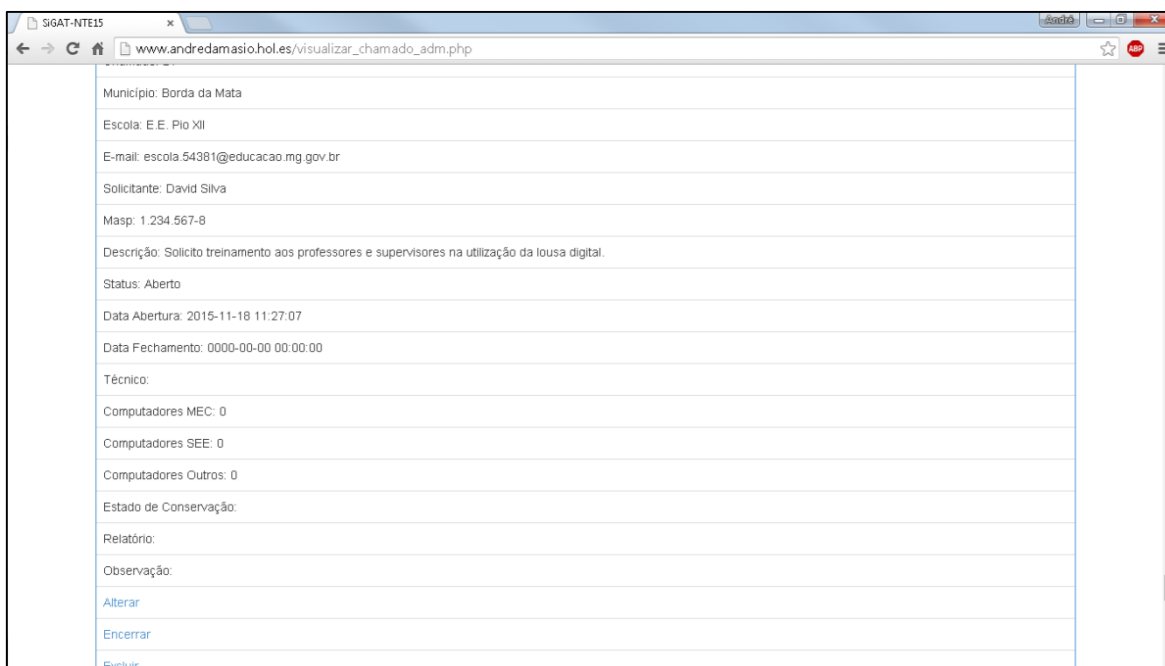 SiGAT-NTE15
André
www.andredamasio.hol.es/visualizar_chamado_adm.php
ABP
Município: Borda da Mata
Escola: E.E. Pio XII
E-mail: escola.54381@educacao.mg.gov.br
Solicitante: David Silva
Masp: 1.234.567-8
Descrição: Solicito treinamento aos professores e supervisores na utilização da lousa digital.
Status: Aberto
Data Abertura: 2015-11-18 11:27:07
Data Fechamento: 0000-00-00 00:00:00
Técnico:
Computadores MEC: 0
Computadores SEE: 0
Computadores Outros: 0
Estado de Conservação:
Relatório:
Observação:
Alterar
Encerrar
Excluir